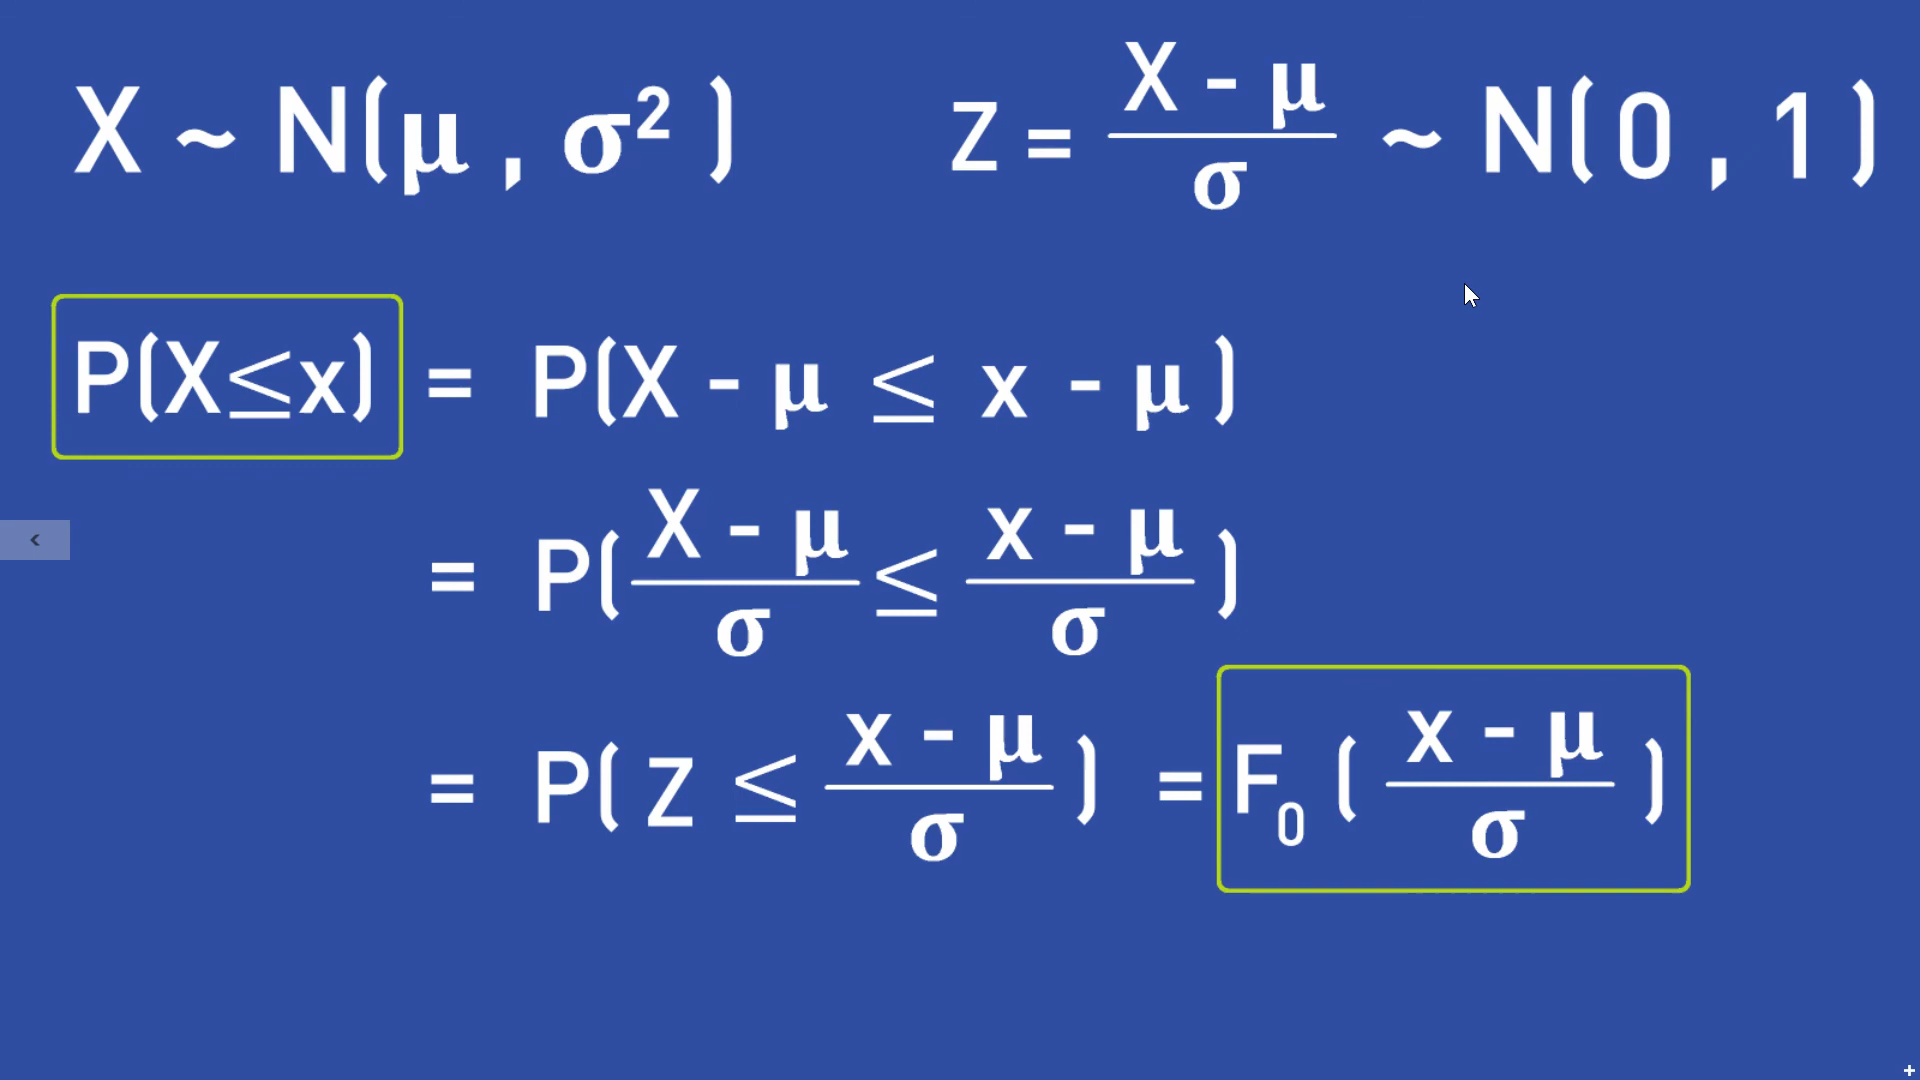 X ~ N(μ , σ²)
Z = (X - μ)/σ ~ N(0 , 1)
P(X≤x) = P(X - μ ≤ x - μ)
= P((X - μ)/σ ≤ (x - μ)/σ)
= P(Z ≤ (x - μ)/σ) = F₀((x - μ)/σ)